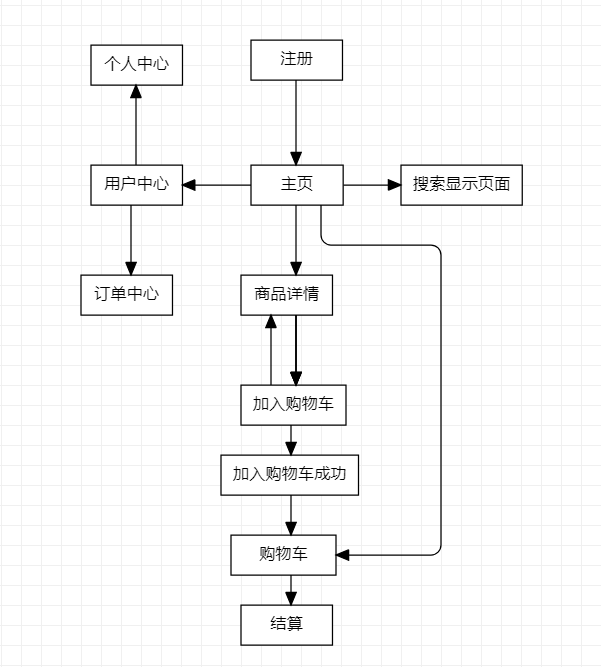 个人中心
注册
用户中心
主页
搜索显示页面
订单中心
商品详情
加入购物车
加入购物车成功
购物车
结算